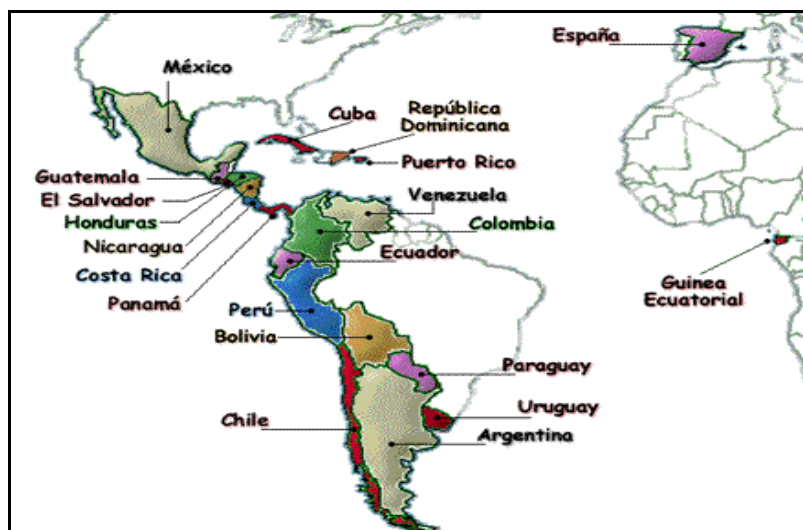 España
México
Cuba
República
Dominicana
Puerto Rico
Guatemala
El Salvador
Honduras
Nicaragua
Costa Rica
Panamá
Venezuela
Colombia
Ecuador
Guinea
Ecuatorial
Perú
Bolivia
Paraguay
Uruguay
Chile
Argentina